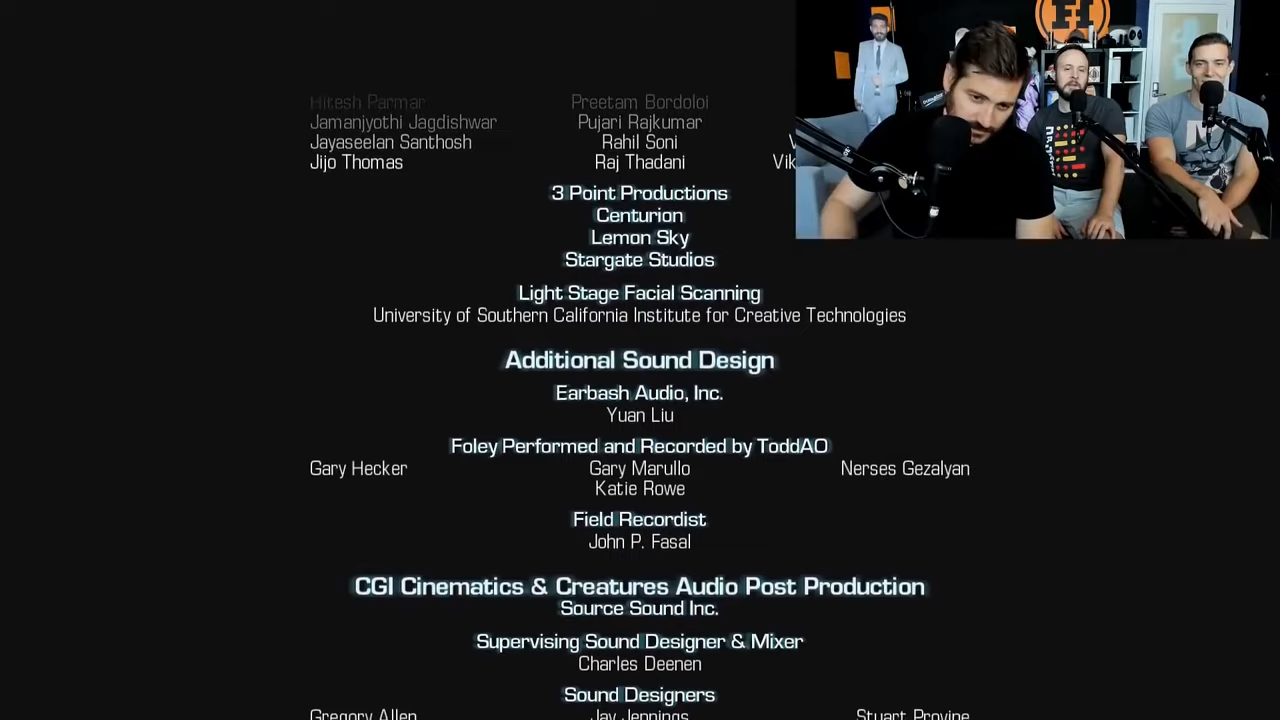 Hitesh Parmar Preetam Bordoloi
Jamanjyothi Jagdishwar Pujari Rajkumar
Jayaseelan Santhosh Rahil Soni
Jijo Thomas Raj Thadani Vik
3 Point Productions
Centurion
Lemon Sky
Stargate Studios
Light Stage Facial Scanning
University of Southern California Institute for Creative Technologies
Additional Sound Design
Earbash Audio, Inc.
Yuan Liu
Foley Performed and Recorded by ToddAO
Gary Hecker Gary Marullo Nerses Gezalyan
Katie Rowe
Field Recordist
John P. Fasal
CGI Cinematics & Creatures Audio Post Production
Source Sound Inc.
Supervising Sound Designer & Mixer
Charles Deenen
Sound Designers
Gregory Allen Jay Jennings Stuart Provine